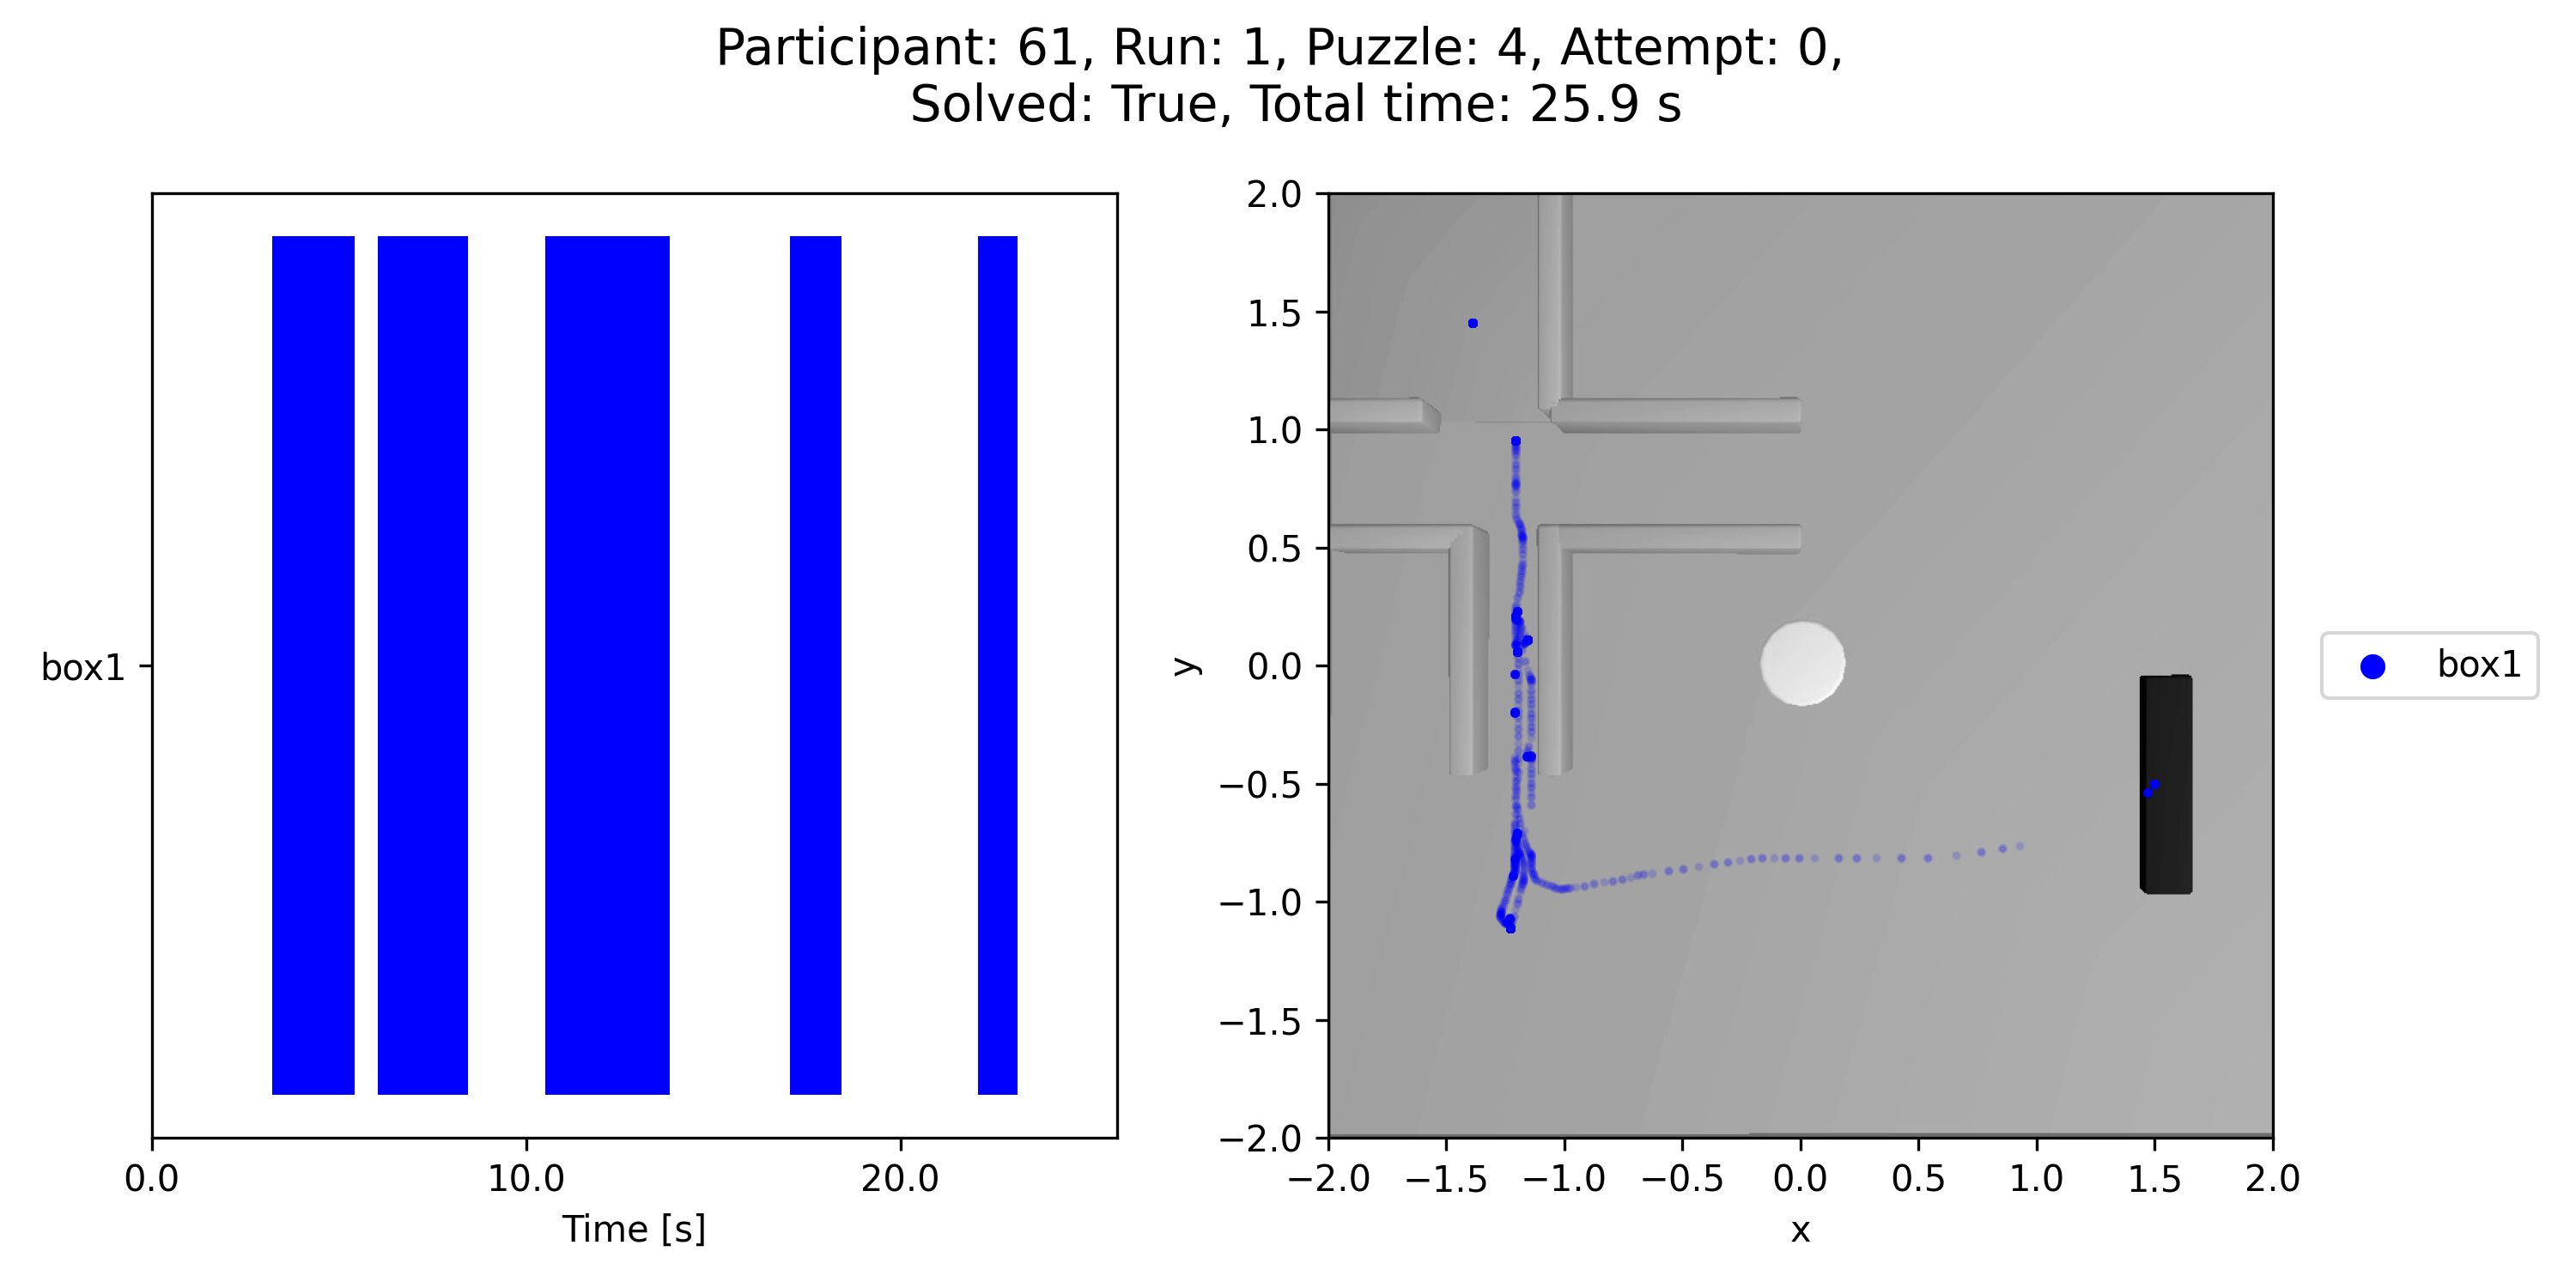 Participant: 61, Run: 1, Puzzle: 4, Attempt: 0,
Solved: True, Total time: 25.9 s
box1
0.0 10.0 20.0
Time [s]
2.0
1.5
1.0
0.5
0.0
−0.5
−1.0
−1.5
−2.0
y
−2.0 −1.5 −1.0 −0.5 0.0 0.5 1.0 1.5 2.0
x
box1